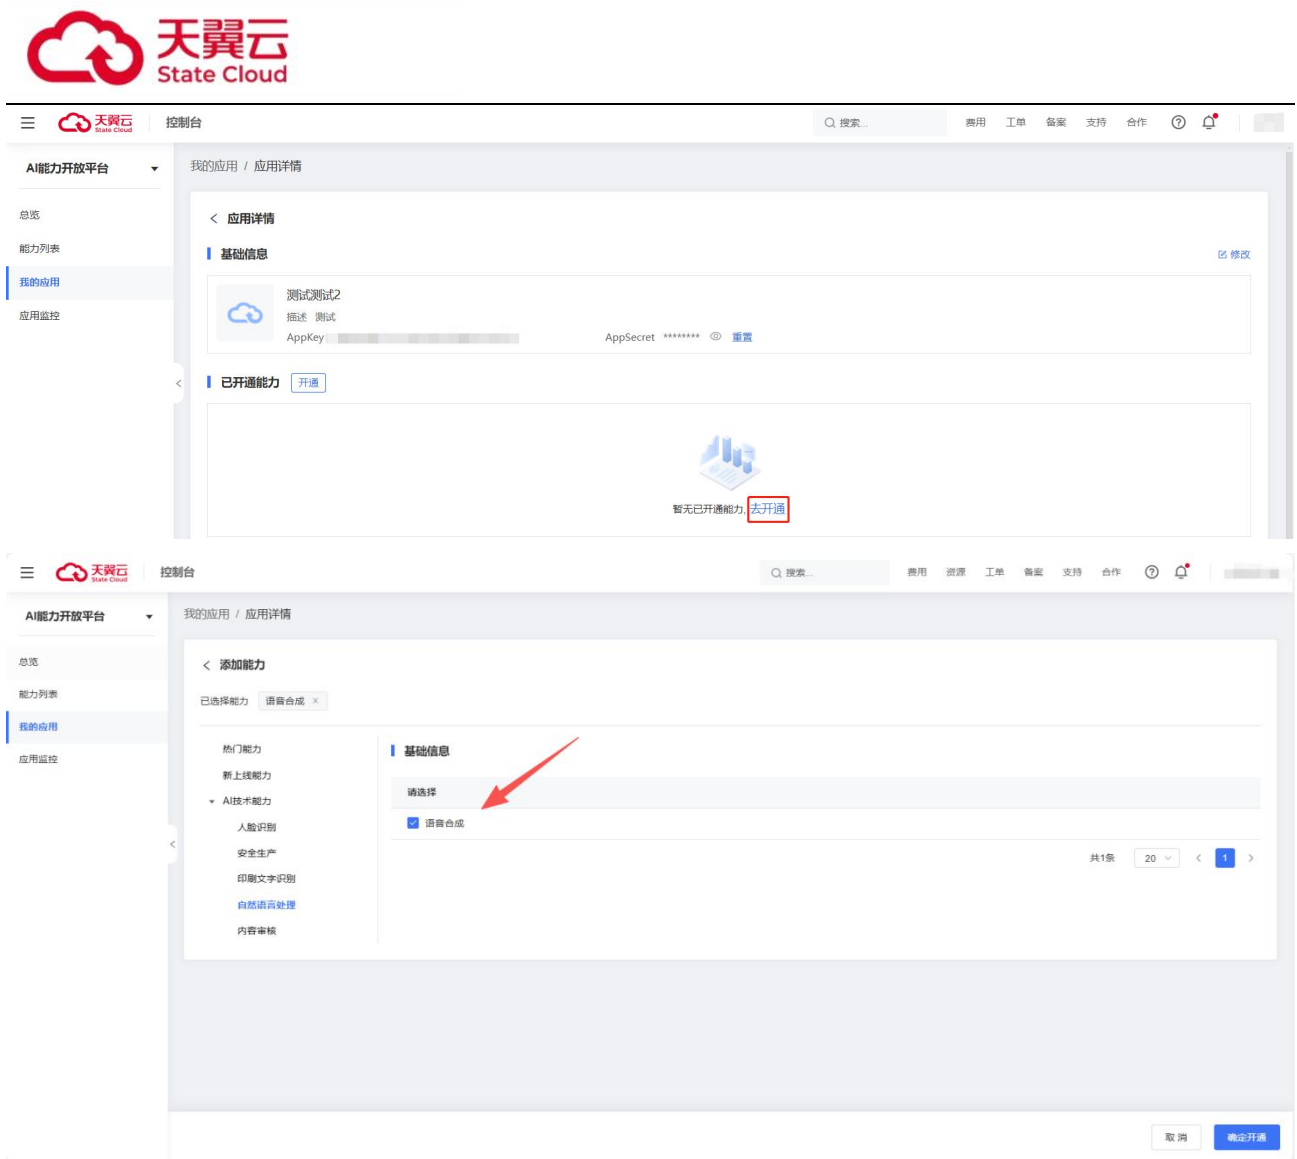 天翼云
State Cloud
天翼云 State Cloud 控制台 搜索... 费用 工单 备案 支持 合作
AI能力开放平台
我的应用 / 应用详情
总览
能力列表
我的应用
应用监控
应用详情
基础信息 修改
测试测试2
描述 测试
AppKey AppSecret ******** 重置
已开通能力 开通
暂无已开通能力, 去开通
天翼云 State Cloud 控制台 搜索... 费用 资源 工单 备案 支持 合作
AI能力开放平台
我的应用 / 应用详情
总览
能力列表
我的应用
应用监控
添加能力
已选择能力 语音合成 ×
热门能力
新上线能力
AI技术能力
人脸识别
安全生产
印刷文字识别
自然语言处理
内容审核
基础信息
请选择
语音合成
共1条 20 < 1 >
取消 确定开通